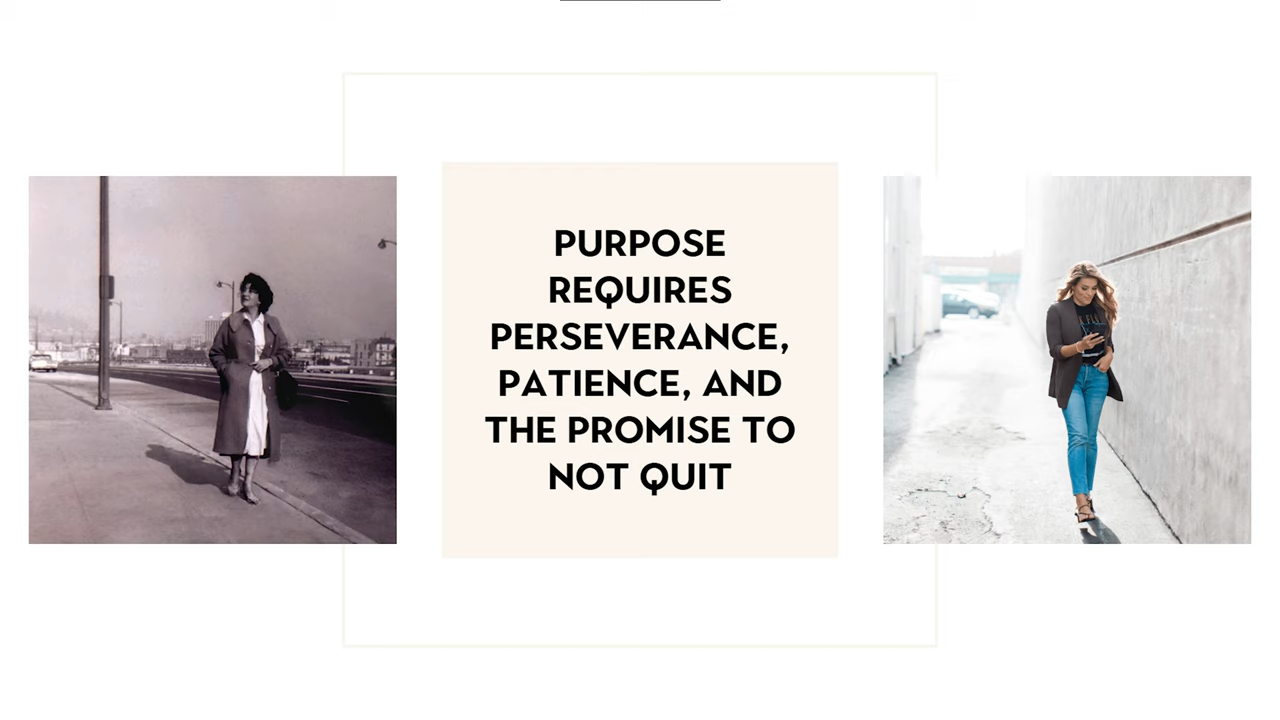 PURPOSE
REQUIRES
PERSEVERANCE,
PATIENCE, AND
THE PROMISE TO
NOT QUIT